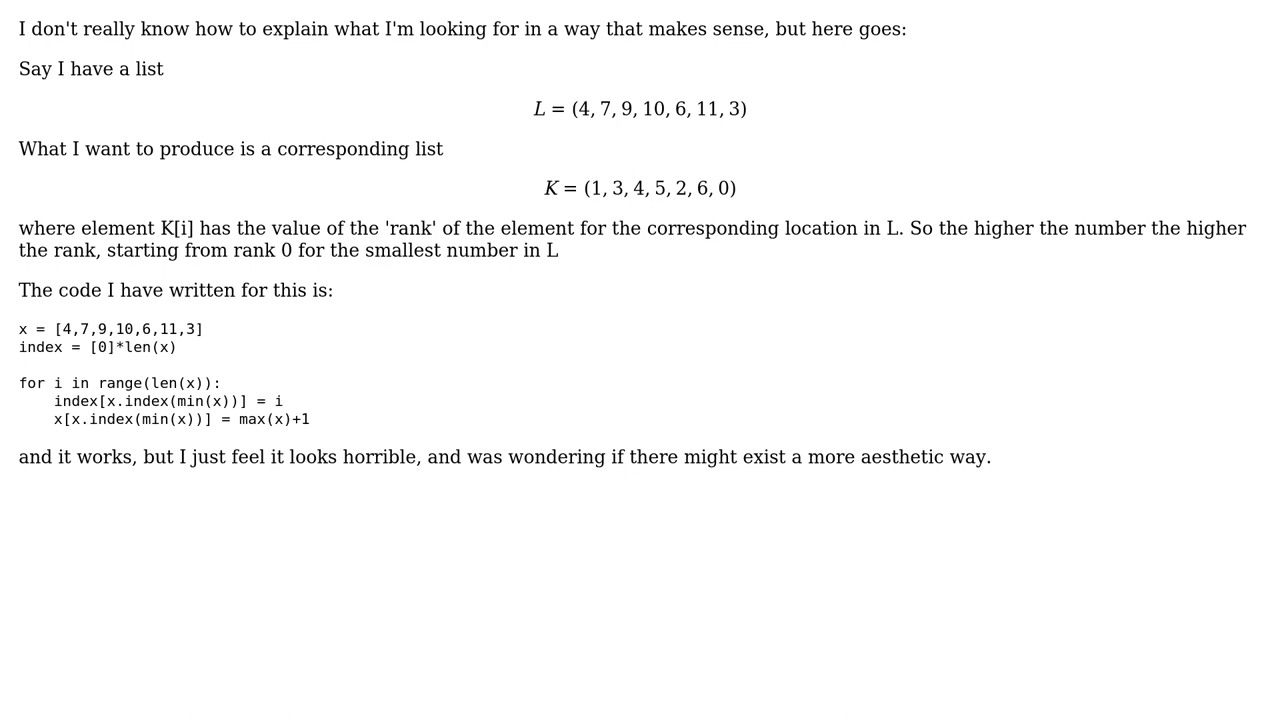 I don't really know how to explain what I'm looking for in a way that makes sense, but here goes:
Say I have a list
L = (4, 7, 9, 10, 6, 11, 3)
What I want to produce is a corresponding list
K = (1, 3, 4, 5, 2, 6, 0)
where element K[i] has the value of the 'rank' of the element for the corresponding location in L. So the higher the number the higher
the rank, starting from rank 0 for the smallest number in L
The code I have written for this is:
x = [4,7,9,10,6,11,3]
index = [0]*len(x)
for i in range(len(x)):
    index[x.index(min(x))] = i
    x[x.index(min(x))] = max(x)+1
and it works, but I just feel it looks horrible, and was wondering if there might exist a more aesthetic way.